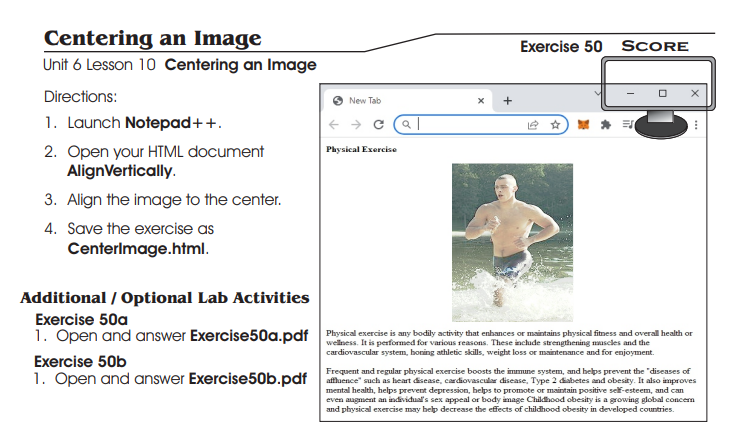 Centering an Image
Exercise 50 SCORE
Unit 6 Lesson 10 Centering an Image
Directions:
1. Launch Notepad++.
2. Open your HTML document
AlignVertically.
3. Align the image to the center.
4. Save the exercise as
CenterImage.html.
Additional / Optional Lab Activities
Exercise 50a
1. Open and answer Exercise50a.pdf
Exercise 50b
1. Open and answer Exercise50b.pdf
New Tab
Physical Exercise
Physical exercise is any bodily activity that enhances or maintains physical fitness and overall health or
wellness. It is performed for various reasons. These include strengthening muscles and the
cardiovascular system, honing athletic skills, weight loss or maintenance and for enjoyment.
Frequent and regular physical exercise boosts the immune system, and helps prevent the "diseases of
affluence" such as heart disease, cardiovascular disease, Type 2 diabetes and obesity. It also improves
mental health, helps prevent depression, helps to promote or maintain positive self-esteem, and can
even augment an individual's sex appeal or body image Childhood obesity is a growing global concern
and physical exercise may help decrease the effects of childhood obesity in developed countries.